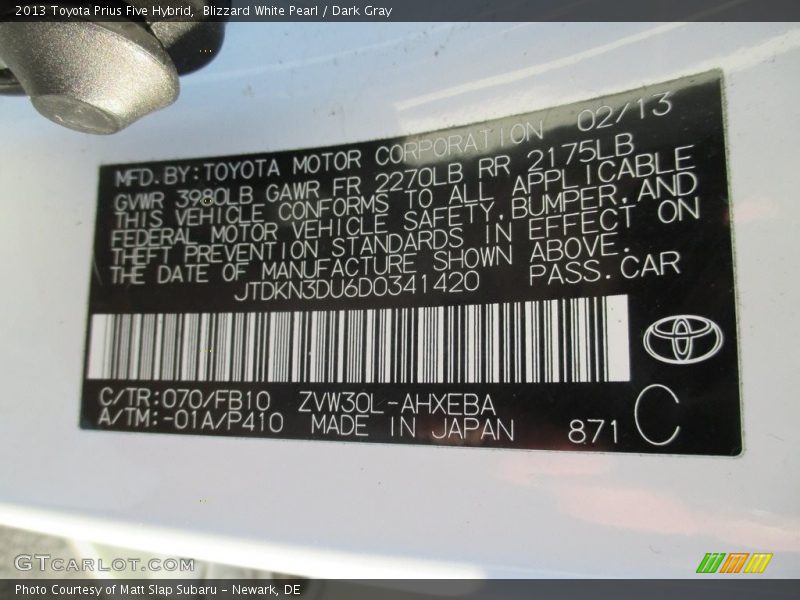 2013 Toyota Prius Five Hybrid, Blizzard White Pearl / Dark Gray
MFD.BY:TOYOTA MOTOR CORPORATION 02/13
GVWR 3980LB GAWR FR 2270LB RR 2175LB
THIS VEHICLE CONFORMS TO ALL APPLICABLE
FEDERAL MOTOR VEHICLE SAFETY,BUMPER,AND
THEFT PREVENTION STANDARDS IN EFFECT ON
THE DATE OF MANUFACTURE SHOWN ABOVE.
JTDKN3DU6D0341420 PASS.CAR
C/TR:070/FB10 ZVW30L-AHXEBA
A/TM:-01A/P410 MADE IN JAPAN 871 C
GTCARLOT.COM
Photo Courtesy of Matt Slap Subaru - Newark, DE